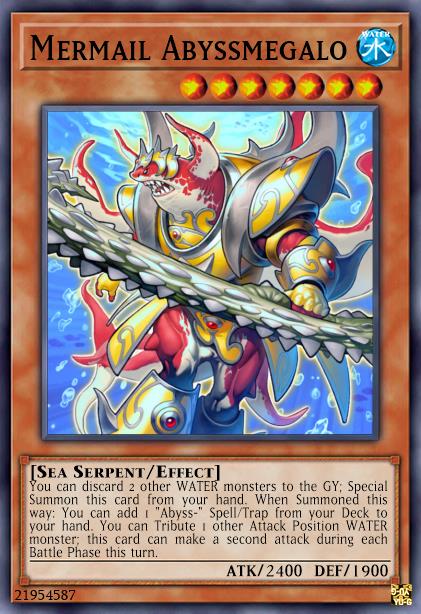 MERMAIL ABYSSMEGALO
WATER
水
[SEA SERPENT/EFFECT]
You can discard 2 other WATER monsters to the GY; Special
Summon this card from your hand. When Summoned this
way: You can add 1 "Abyss-" Spell/Trap from your Deck to
your hand. You can Tribute 1 other Attack Position WATER
monster; this card can make a second attack during each
Battle Phase this turn.
ATK/2400 DEF/1900
21954587